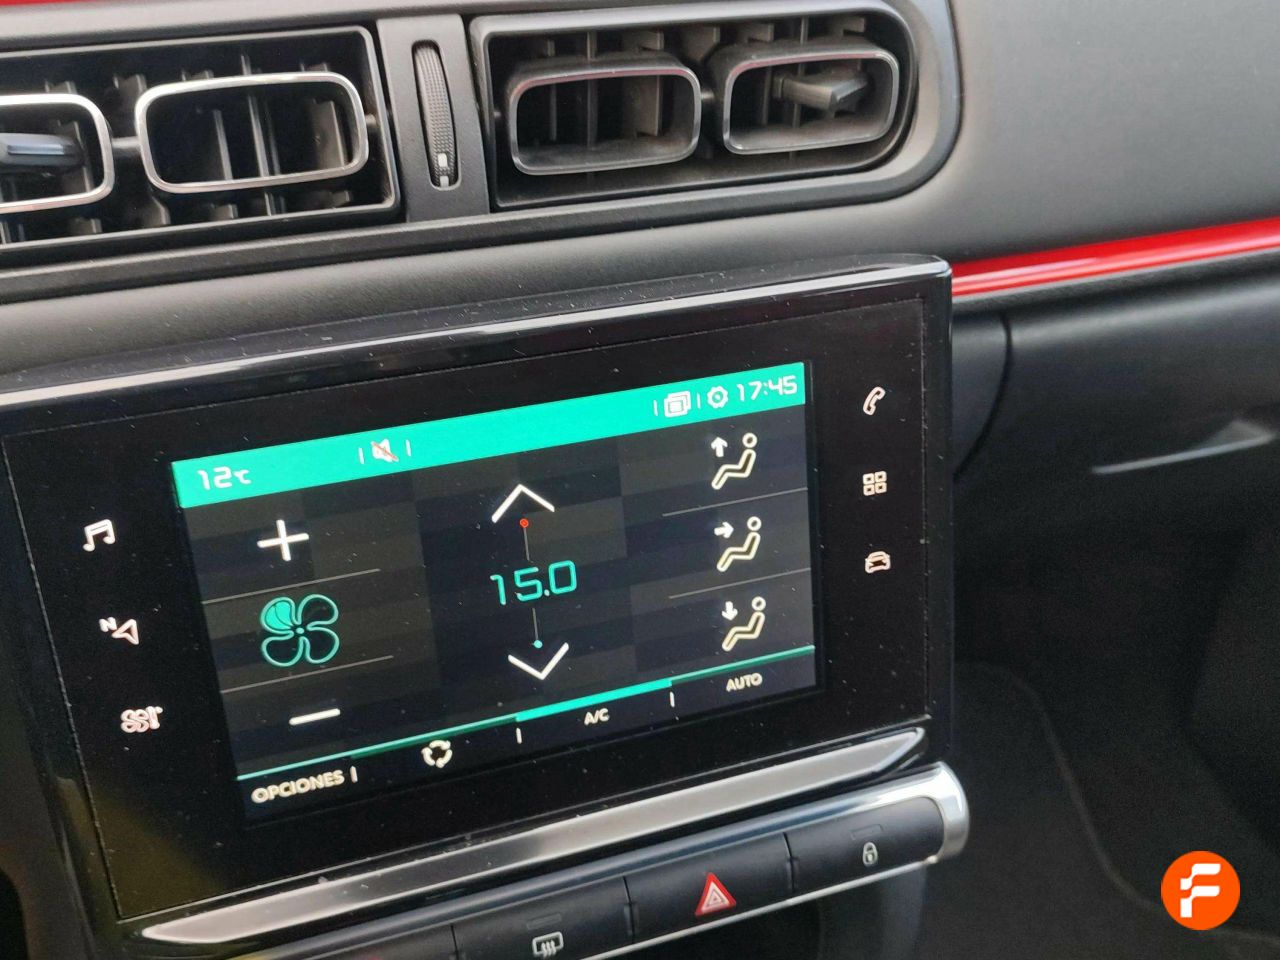 17:45
12°C
15.0
N
AUTO
A/C
OPCIONES
F